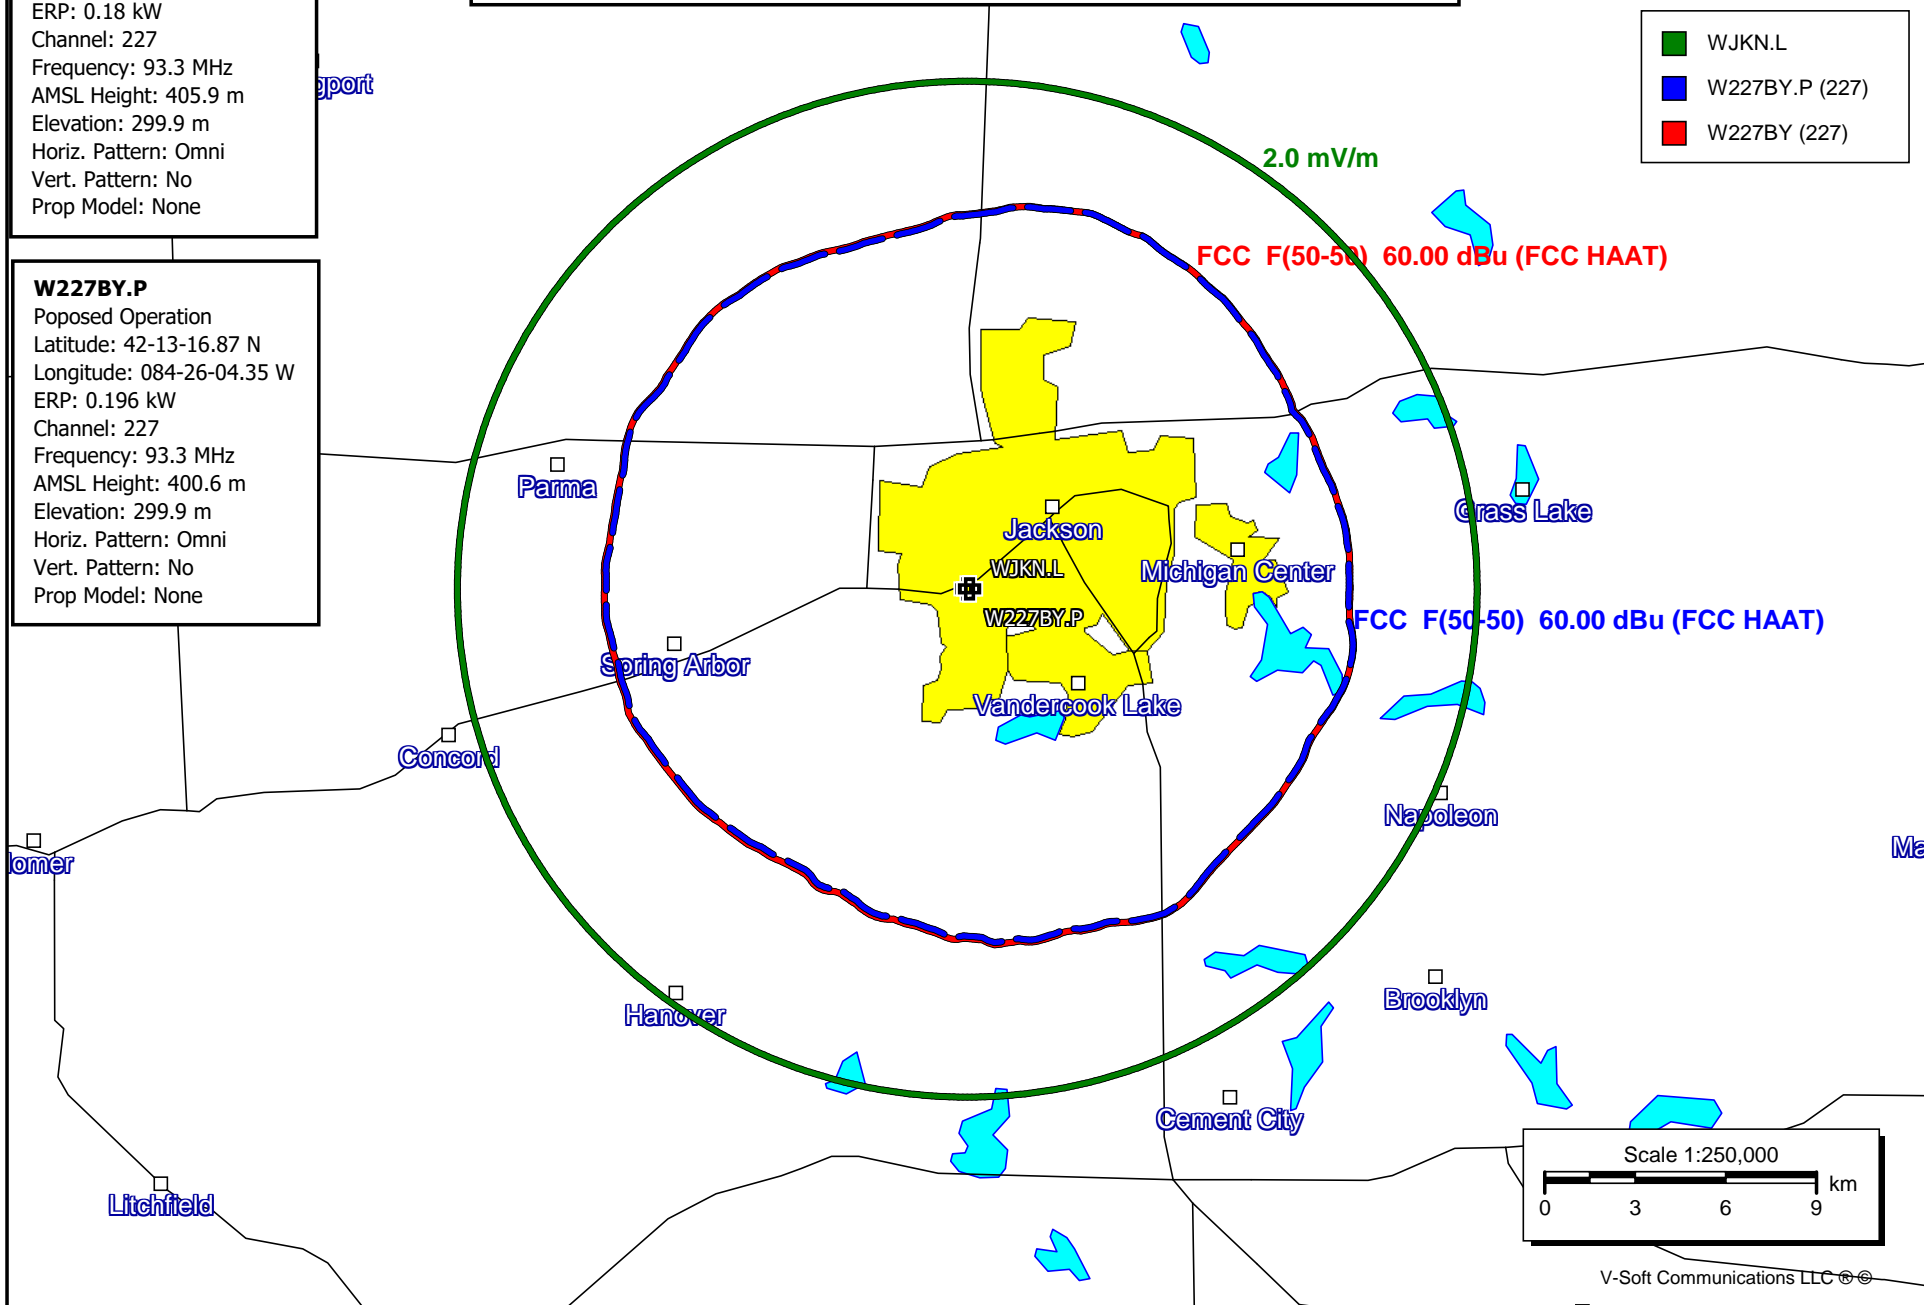 ERP: 0.18 kW
Channel: 227
Frequency: 93.3 MHz
AMSL Height: 405.9 m
Elevation: 299.9 m
Horiz. Pattern: Omni
Vert. Pattern: No
Prop Model: None
W227BY.P
Poposed Operation
Latitude: 42-13-16.87 N
Longitude: 084-26-04.35 W
ERP: 0.196 kW
Channel: 227
Frequency: 93.3 MHz
AMSL Height: 400.6 m
Elevation: 299.9 m
Horiz. Pattern: Omni
Vert. Pattern: No
Prop Model: None
WJKN.L
W227BY.P (227)
W227BY (227)
gport
2.0 mV/m
FCC F(50-50) 60.00 dBu (FCC HAAT)
Parma
Jackson
Grass Lake
WJKN.L
Michigan Center
W227BY.P
FCC F(50-50) 60.00 dBu (FCC HAAT)
Spring Arbor
Vandercook Lake
Concord
Napoleon
Ma
lomer
Hanover
Brooklyn
Cement City
Litchfield
Scale 1:250,000
km
0 3 6 9
V-Soft Communications LLC ® ©